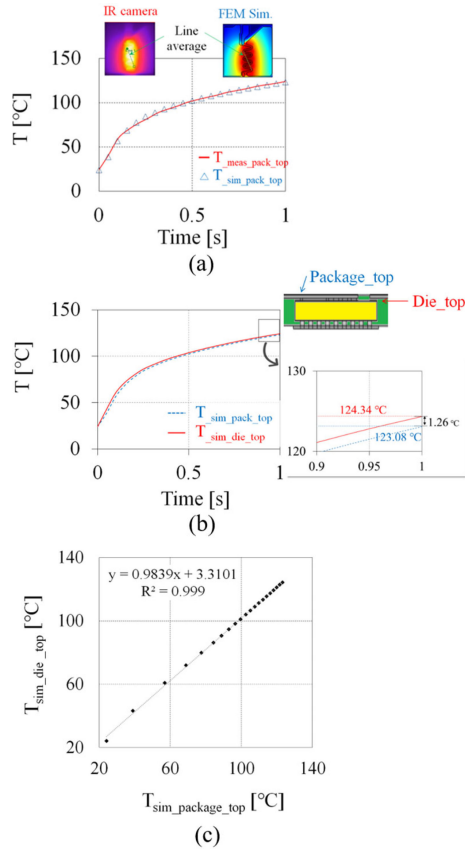 IR camera
FEM Sim.
Line
average
150
100
50
0
T [℃]
T_meas_pack_top
T_sim_pack_top
0
0.5
1
Time [s]
(a)
Package_top
Die_top
150
100
50
0
T [℃]
T_sim_pack_top
T_sim_die_top
0
0.5
1
Time [s]
130
120
124.34 ℃
123.08 ℃
1.26 ℃
0.9
0.95
1
(b)
140
100
60
20
Tsim_die _top [℃]
y = 0.9839x + 3.3101
R² = 0.999
20
60
100
140
Tsim_package_top [℃]
(c)